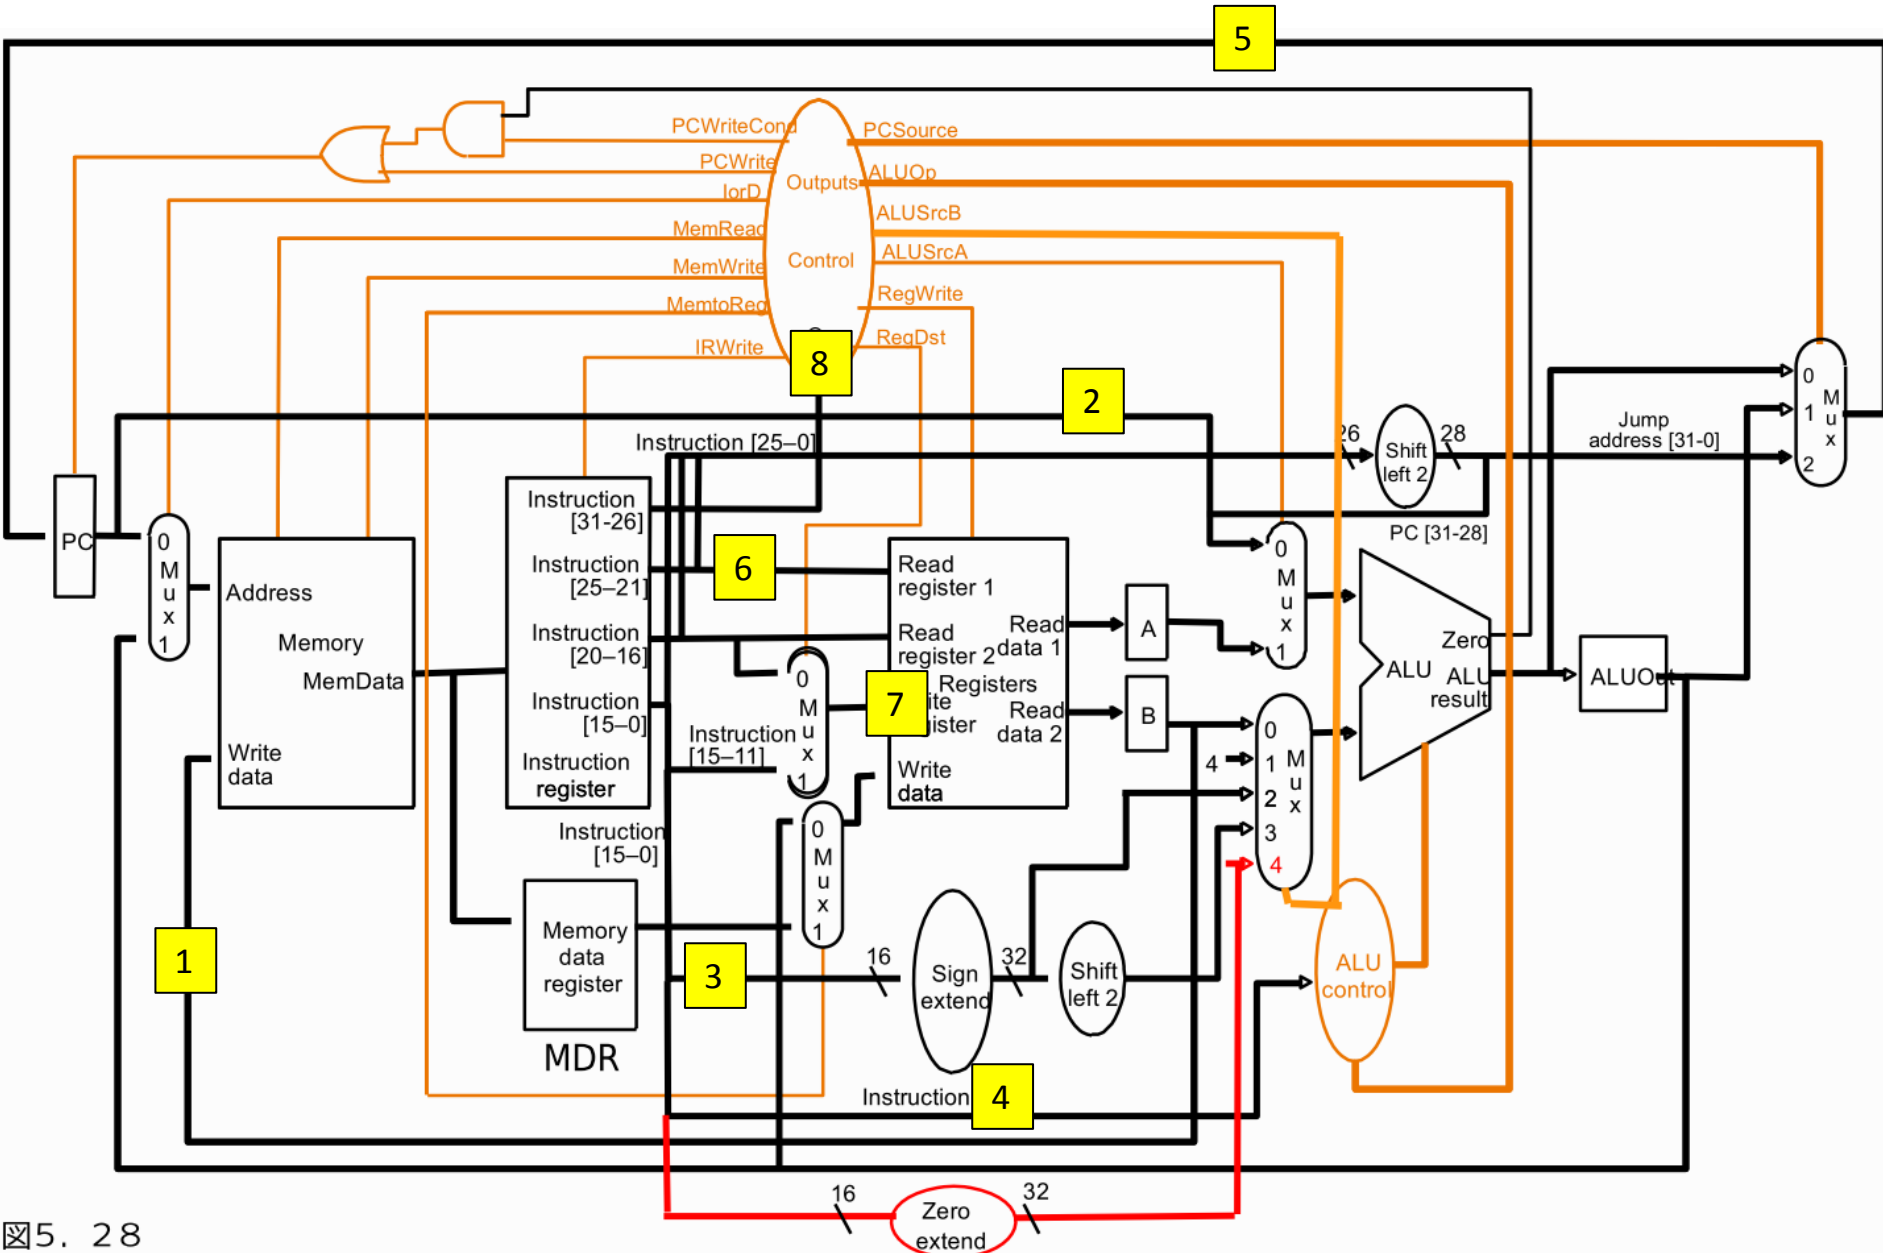 5
PCWriteCond
PCSource
PCWrite
ALUOp
Outputs
IorD
ALUSrcB
MemRead
ALUSrcA
Control
MemWrite
RegWrite
MemtoReg
RegDst
IRWrite
8
2
0
M
u
x
1
2
Jump
address [31-0]
Instruction [25–0]
26
Shift
left 2
28
PC [31-28]
PC
0
M
u
x
1
Address
Memory
MemData
Write
data
Instruction
[31-26]
Instruction
[25–21]
Instruction
[20–16]
Instruction
[15–0]
Instruction
register
6
Read
register 1
Read
register 2
Read
data 1
Registers
7
Read
data 2
Write
data
0
M
u
x
1
Instruction
[15–11]
A
B
0
M
u
x
1
Zero
ALU
ALU
result
ALUOut
4
0
1
2
3
4
M
u
x
Instruction
[15–0]
0
M
u
x
1
Memory
data
register
MDR
1
3
16
Sign
extend
32
Shift
left 2
ALU
control
Instruction
4
16
Zero
extend
32
図5. 28